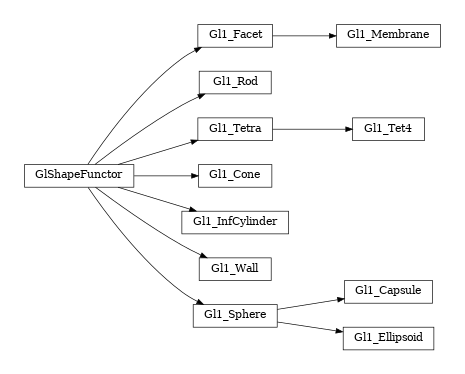 Gl1_Facet
Gl1_Membrane
Gl1_Rod
Gl1_Tetra
Gl1_Tet4
GlShapeFunctor
Gl1_Cone
Gl1_InfCylinder
Gl1_Wall
Gl1_Capsule
Gl1_Sphere
Gl1_Ellipsoid